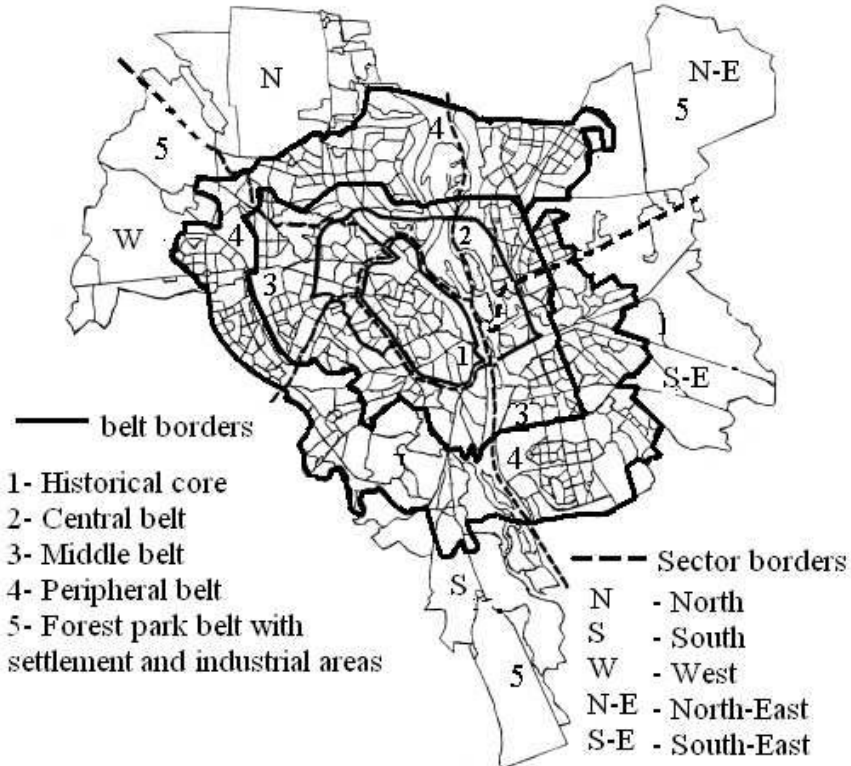 N
N-E
5
4
5
W
4
2
3
1
S-E
3
4
S
5
belt borders
1- Historical core
2- Central belt
3- Middle belt
4- Peripheral belt
5- Forest park belt with
settlement and industrial areas
Sector borders
N - North
S - South
W - West
N-E - North-East
S-E - South-East